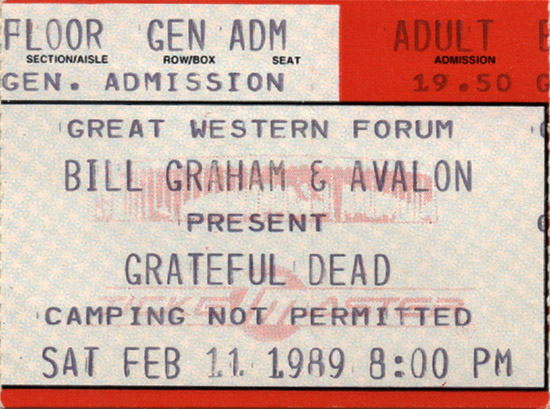 FLOOR GEN ADM ADULT
SECTION/AISLE ROW/BOX SEAT ADMISSION
GEN. ADMISSION 19.50
GREAT WESTERN FORUM
BILL GRAHAM & AVALON
PRESENT
GRATEFUL DEAD
TICKETMASTER
CAMPING NOT PERMITTED
SAT FEB 11 1989 8:00 PM